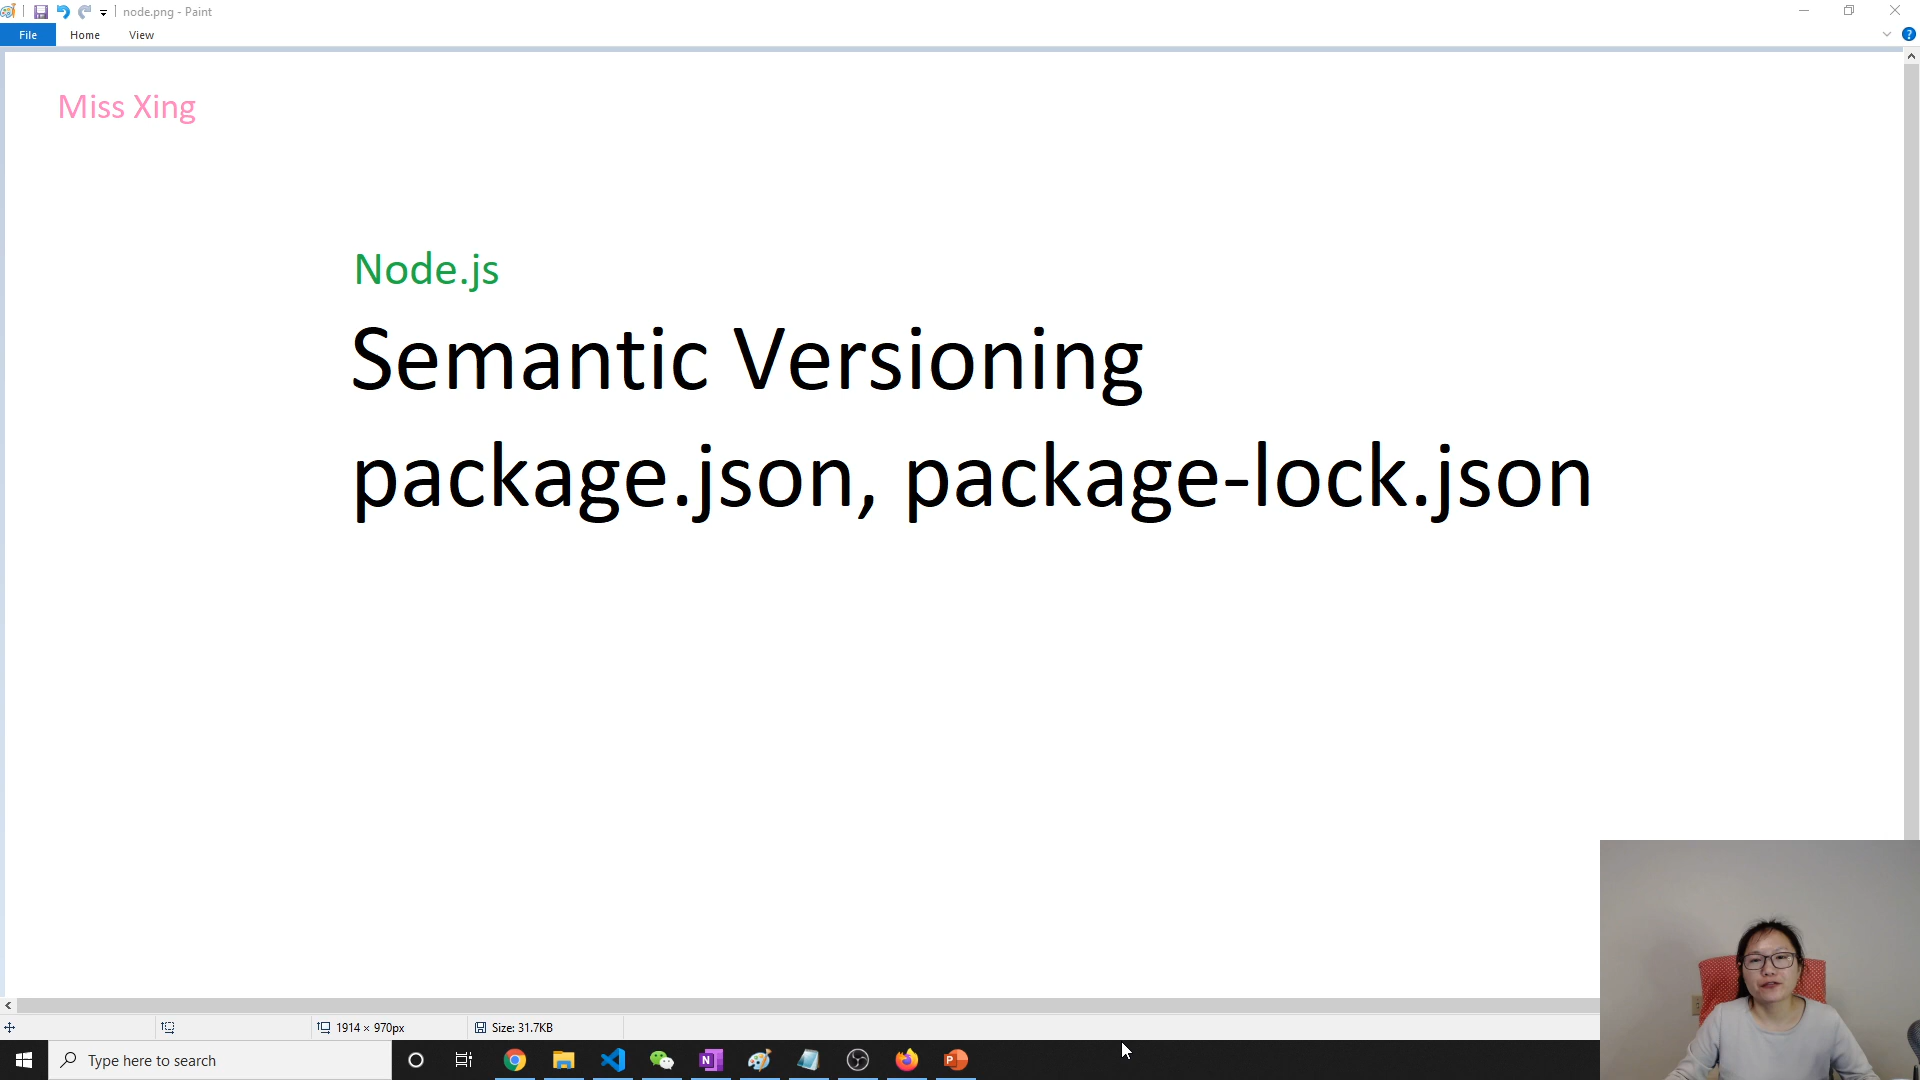 node.png - Paint
File Home View
Miss Xing
Node.js
Semantic Versioning
package.json, package-lock.json
1914 × 970px Size: 31.7KB
Type here to search